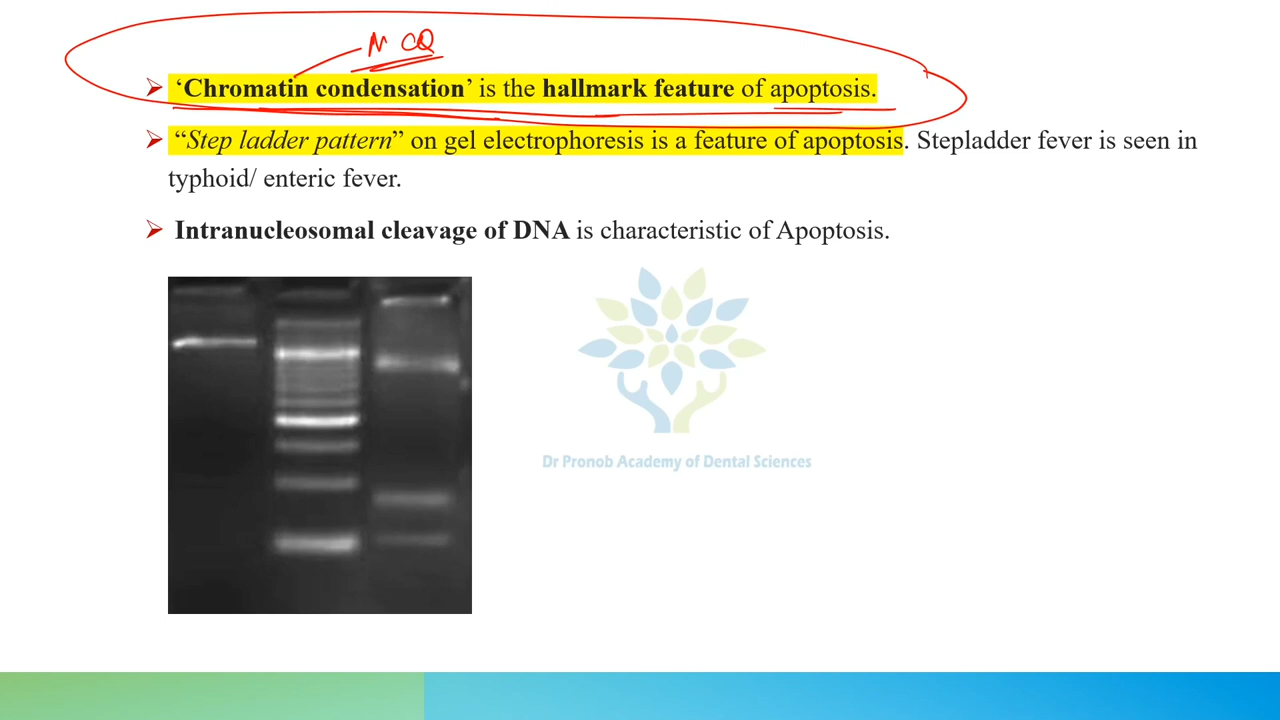 MCQ
‘Chromatin condensation’ is the hallmark feature of apoptosis.
“Step ladder pattern” on gel electrophoresis is a feature of apoptosis. Stepladder fever is seen in
typhoid/ enteric fever.
Intranucleosomal cleavage of DNA is characteristic of Apoptosis.
Dr Pronob Academy of Dental Sciences